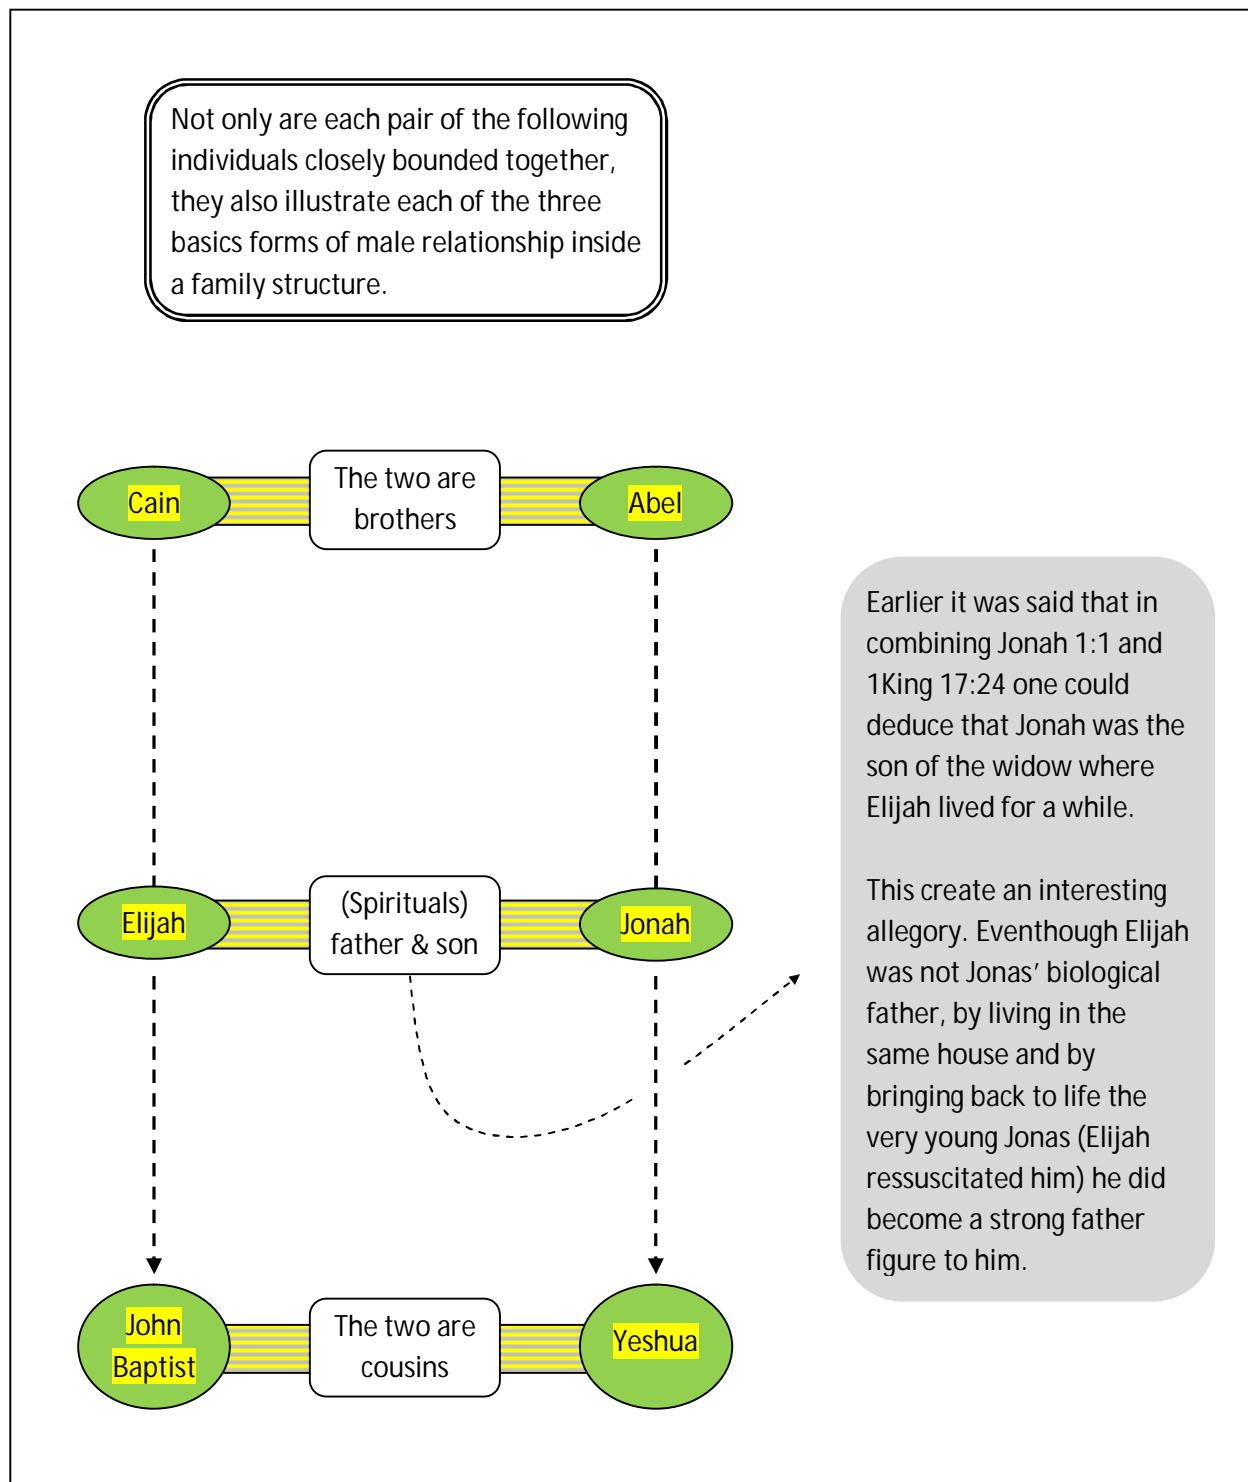 Not only are each pair of the following
individuals closely bounded together,
they also illustrate each of the three
basics forms of male relationship inside
a family structure.
Cain
The two are
brothers
Abel
Earlier it was said that in
combining Jonah 1:1 and
1King 17:24 one could
deduce that Jonah was the
son of the widow where
Elijah lived for a while.
This create an interesting
allegory. Eventhough Elijah
was not Jonas’ biological
father, by living in the
same house and by
bringing back to life the
very young Jonas (Elijah
ressuscitated him) he did
become a strong father
figure to him.
Elijah
(Spirituals)
father & son
Jonah
John
Baptist
The two are
cousins
Yeshua